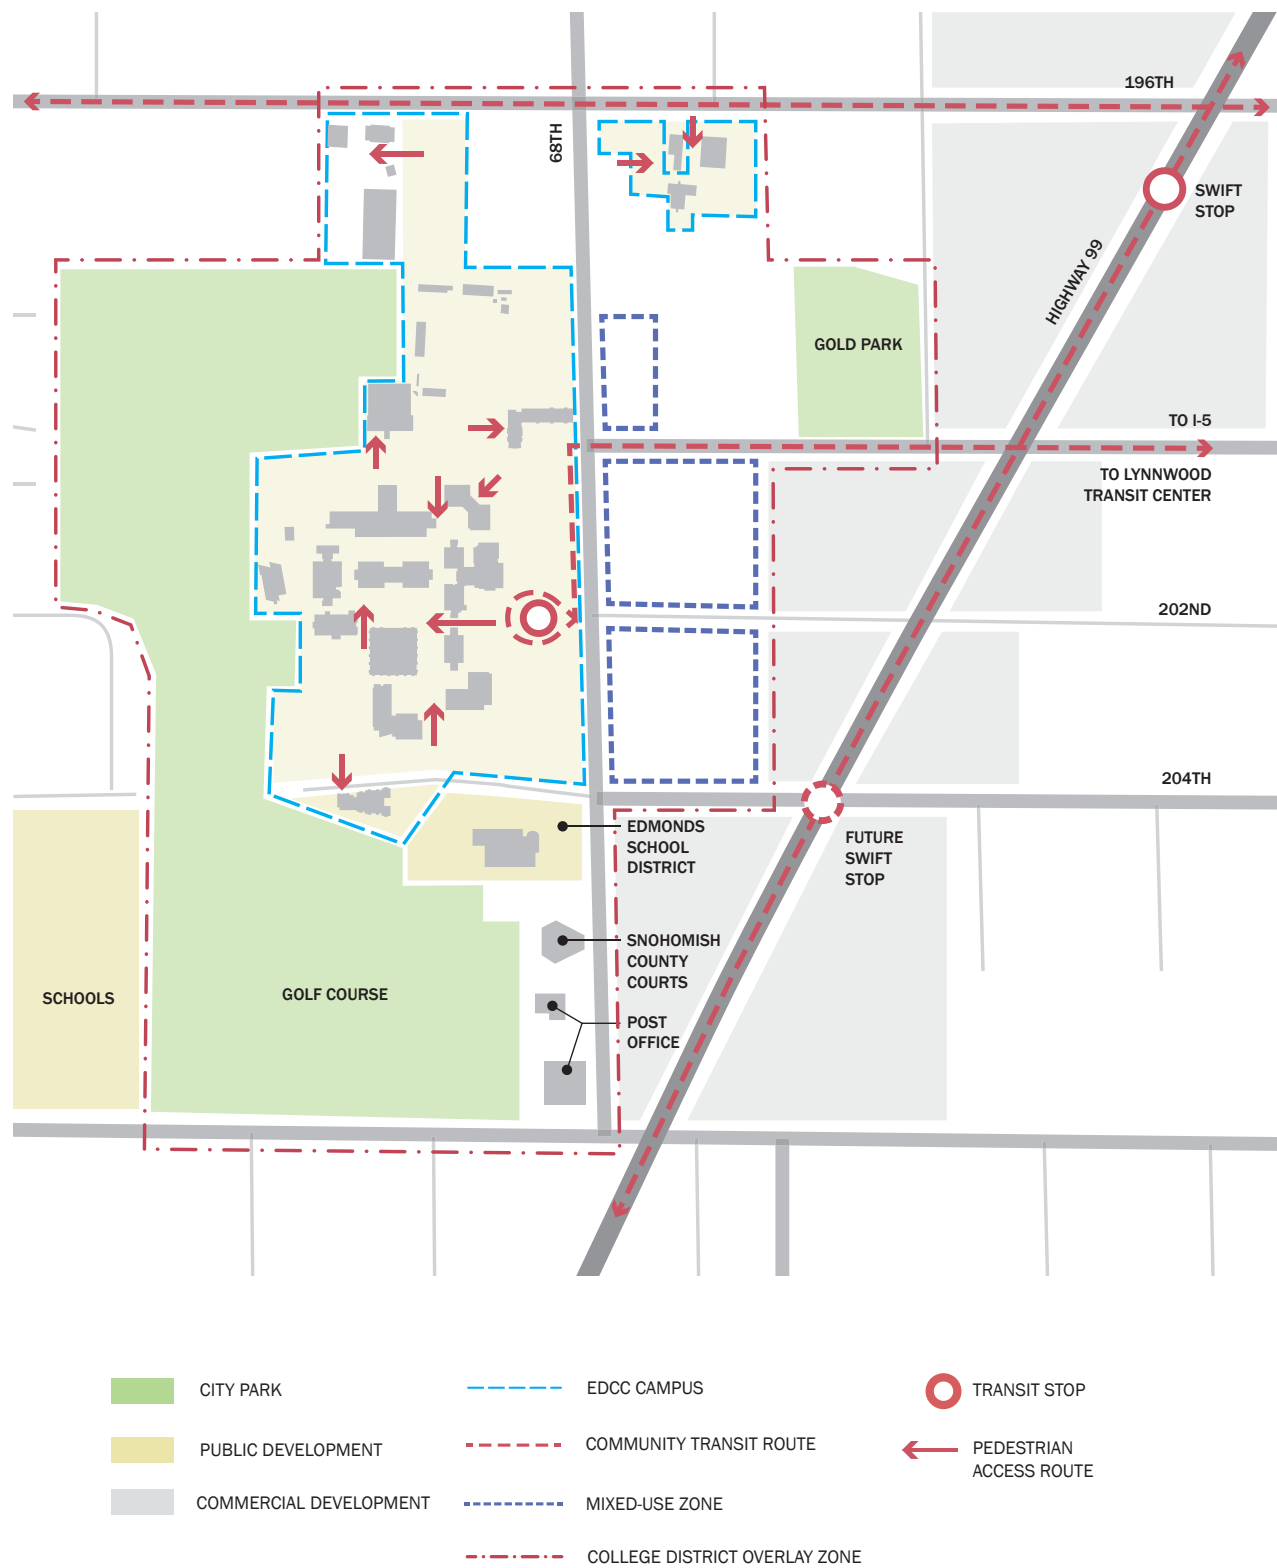 196TH
68TH
SWIFT
STOP
HIGHWAY 99
GOLD PARK
TO I-5
TO LYNNWOOD
TRANSIT CENTER
202ND
204TH
EDMONDS
SCHOOL
DISTRICT
FUTURE
SWIFT
STOP
SNOHOMISH
COUNTY
COURTS
SCHOOLS
GOLF COURSE
POST
OFFICE
CITY PARK
EDCC CAMPUS
TRANSIT STOP
PUBLIC DEVELOPMENT
COMMUNITY TRANSIT ROUTE
PEDESTRIAN
ACCESS ROUTE
COMMERCIAL DEVELOPMENT
MIXED-USE ZONE
COLLEGE DISTRICT OVERLAY ZONE